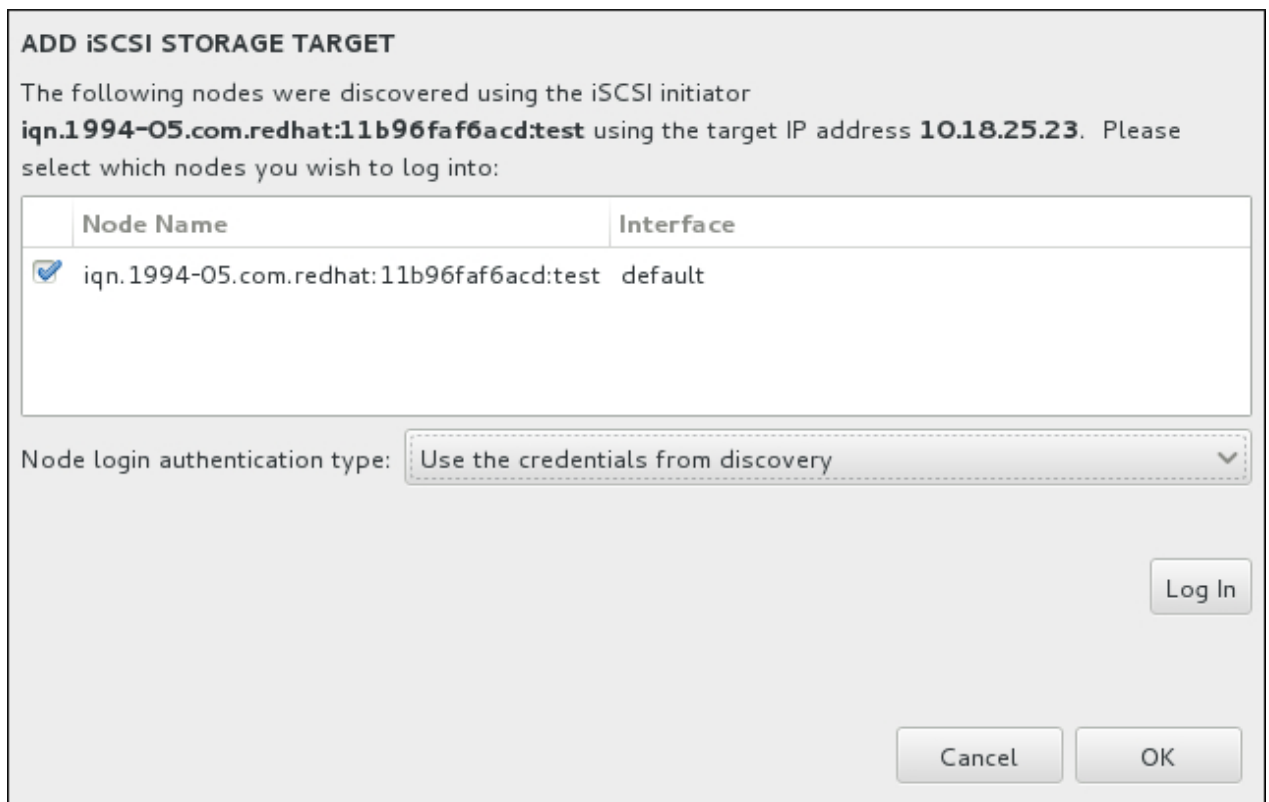 ADD iSCSI STORAGE TARGET
The following nodes were discovered using the iSCSI initiator
iqn.1994-05.com.redhat:11b96faf6acd:test using the target IP address 10.18.25.23. Please
select which nodes you wish to log into:
Node Name Interface
iqn.1994-05.com.redhat:11b96faf6acd:test default
Node login authentication type: Use the credentials from discovery
Log In
Cancel OK